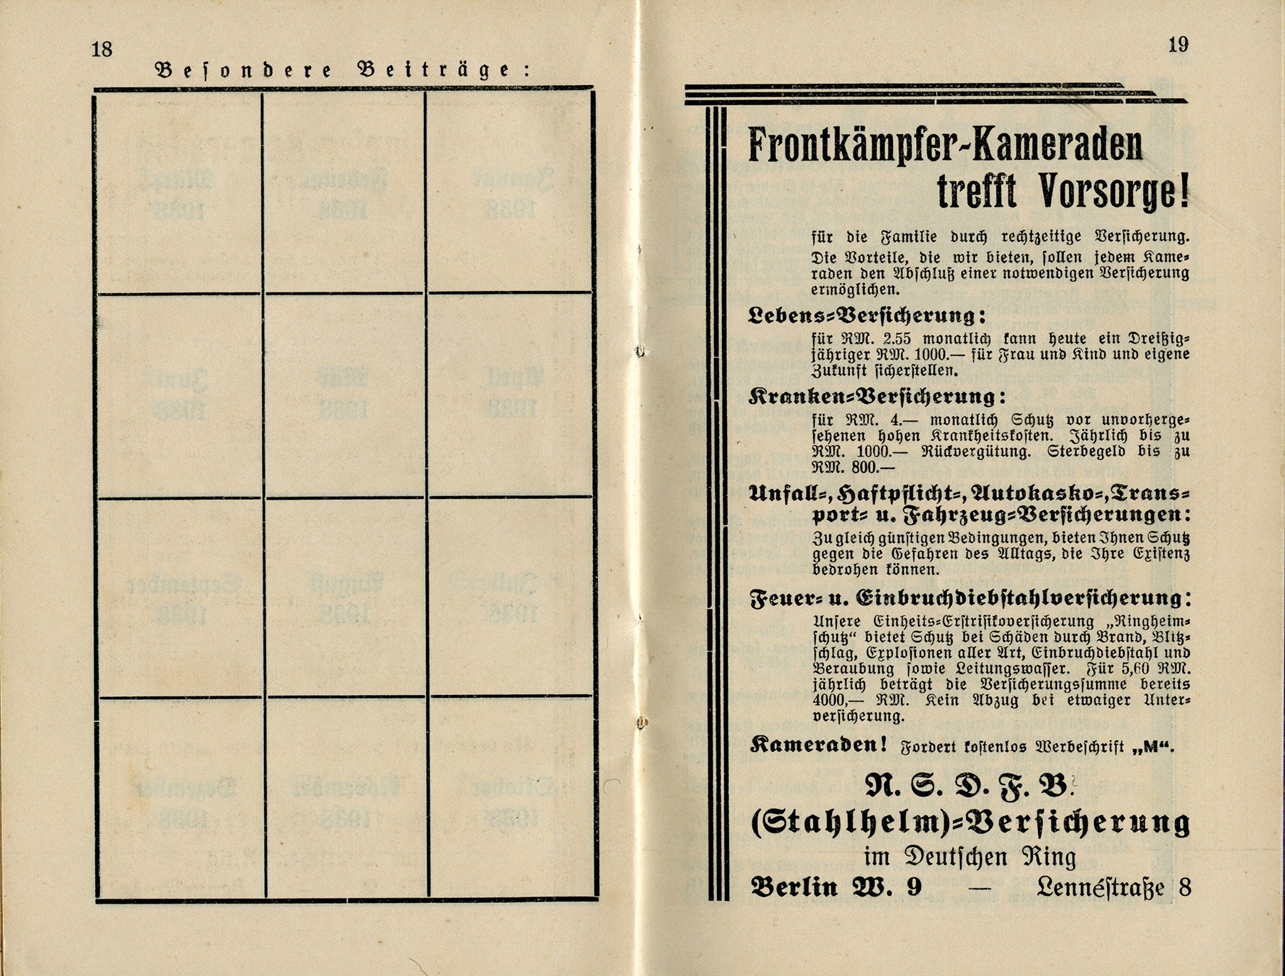 18
Besondere Beiträge:
19
Frontkämpfer-Kameraden
trefft Vorsorge!
für die Familie durch rechtzeitige Versicherung.
Die Vorteile, die wir bieten, sollen jedem Kame-
raden den Abschluß einer notwendigen Versicherung
ermöglichen.
Lebens-Versicherung:
für RM. 2.55 monatlich kann heute ein Dreißig-
jähriger RM. 1000.— für Frau und Kind und eigene
Zukunft sicherstellen.
Kranken-Versicherung:
für RM. 4.— monatlich Schutz vor unvorherge-
sehenen hohen Krankheitskosten. Jährlich bis zu
RM. 1000.— Rückvergütung. Sterbegeld bis zu
RM. 800.—
Unfall-, Haftpflicht-, Autokasko-, Trans-
port- u. Fahrzeug-Versicherungen:
Zu gleich günstigen Bedingungen, bieten Ihnen Schutz
gegen die Gefahren des Alltags, die Ihre Existenz
bedrohen können.
Feuer- u. Einbruchdiebstahlversicherung:
Unsere Einheits-Erstrisikoversicherung „Ringheim-
schutz“ bietet Schutz bei Schäden durch Brand, Blitz-
schlag, Explosionen aller Art, Einbruchdiebstahl und
Beraubung sowie Leitungswasser. Für 5,60 RM.
jährlich beträgt die Versicherungssumme bereits
4000,— RM. Kein Abzug bei etwaiger Unter-
versicherung.
Kameraden! Fordert kostenlos Werbeschrift „M“.
N. S. D. F. B.
(Stahlhelm)-Versicherung
im Deutschen Ring
Berlin W. 9 — Lennéstraße 8